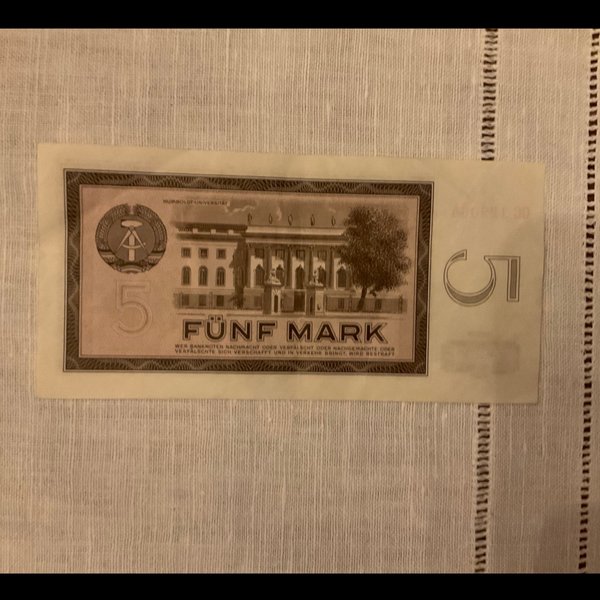 HUMBOLDT-UNIVERSITÄT
5
5
FÜNF MARK
WER BANKNOTEN NACHMACHT ODER VERFÄLSCHT ODER NACHGEMACHTE ODER
VERFÄLSCHTE SICH VERSCHAFFT UND IN VERKEHR BRINGT, WIRD BESTRAFT